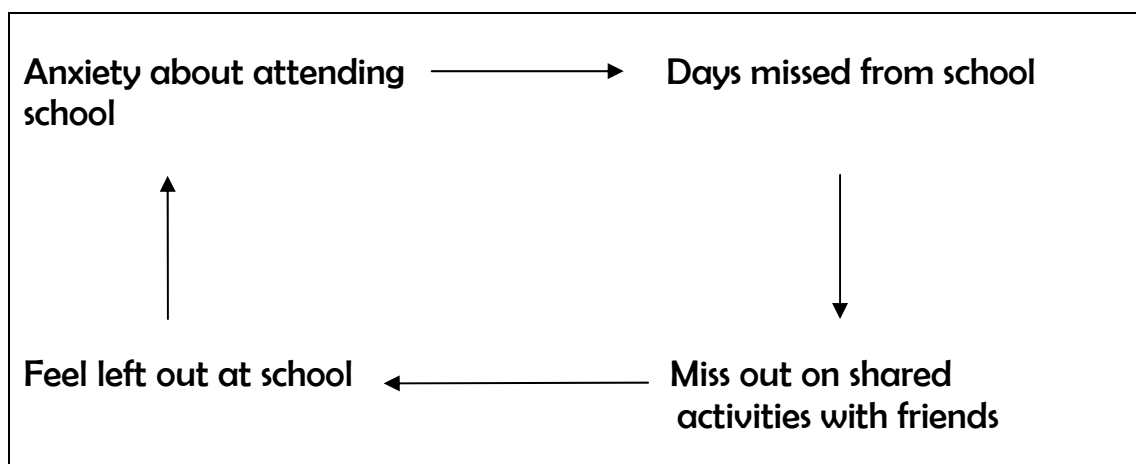 Anxiety about attending
school
Days missed from school
Feel left out at school
Miss out on shared
activities with friends